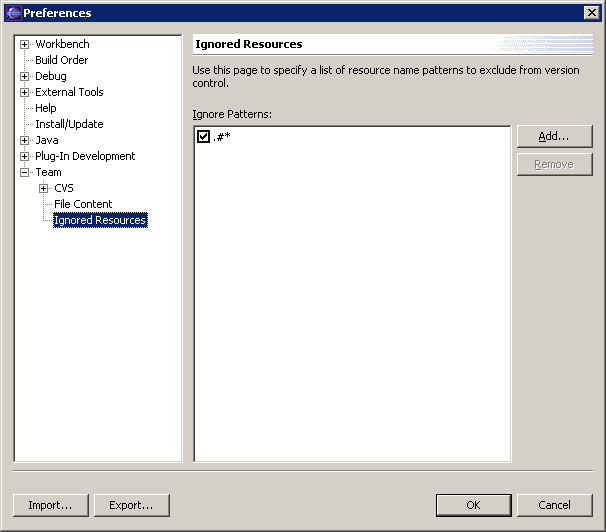 Preferences
Workbench
Build Order
Debug
External Tools
Help
Install/Update
Java
Plug-In Development
Team
CVS
File Content
Ignored Resources
Ignored Resources
Use this page to specify a list of resource name patterns to exclude from version
control.
Ignore Patterns:
.#*
Add...
Remove
Import...
Export...
OK
Cancel